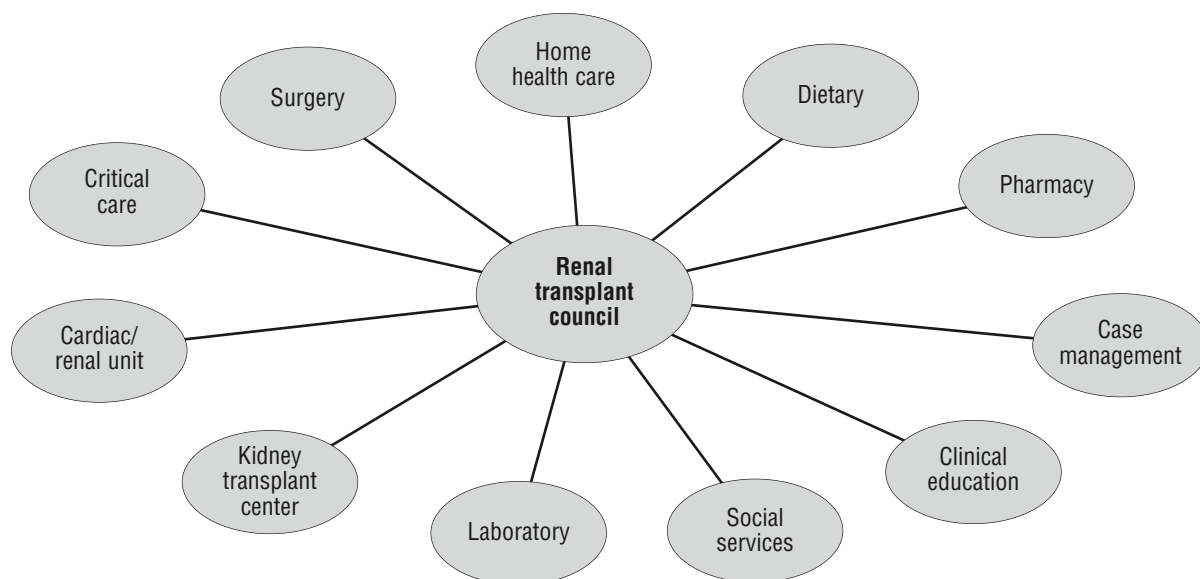 Home
health care
Surgery
Dietary
Critical
care
Pharmacy
Renal
transplant
council
Cardiac/
renal unit
Case
management
Kidney
transplant
center
Clinical
education
Laboratory
Social
services